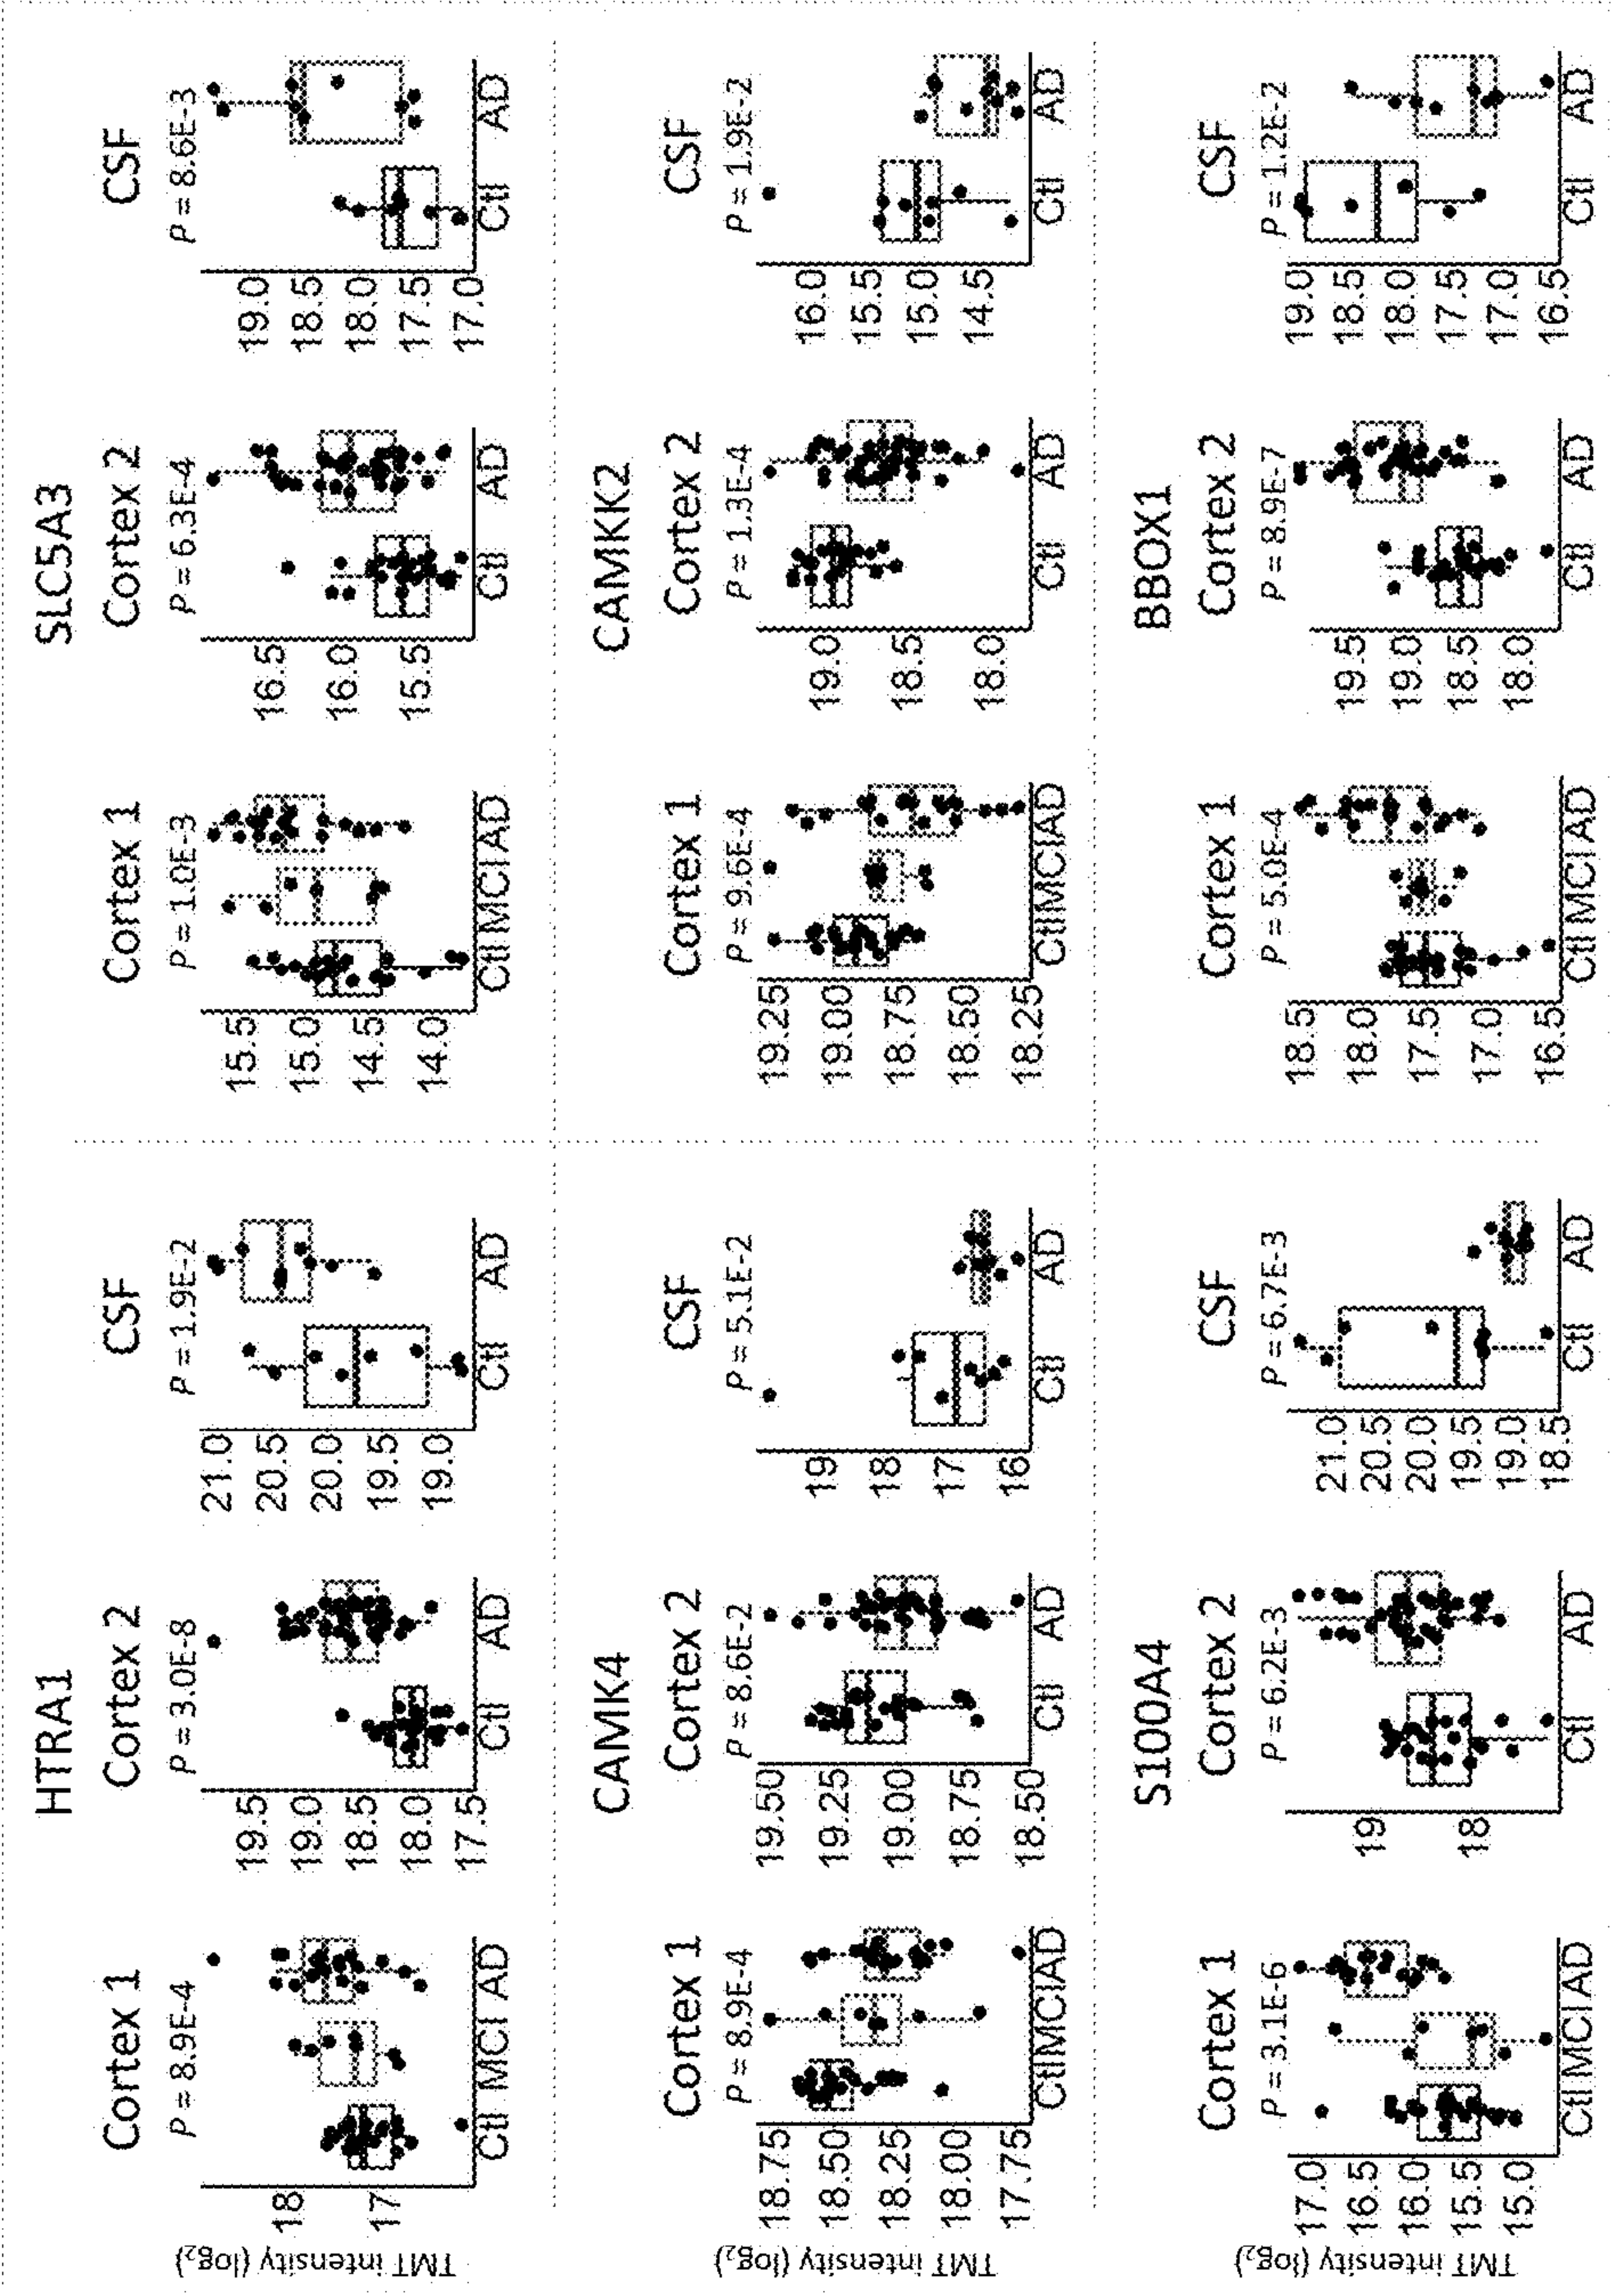 HTRA1
Cortex 1
Cortex 2
CSF
P = 8.9E-4
P = 3.0E-8
P = 1.9E-2
TMT intensity (log2)
18
17
Ctl MCI AD
19.5
19.0
18.5
18.0
17.5
Ctl AD
21.0
20.5
20.0
19.5
19.0
Ctl AD
SLC5A3
Cortex 1
Cortex 2
CSF
P = 1.0E-3
P = 6.3E-4
P = 8.6E-3
15.5
15.0
14.5
14.0
Ctl MCI AD
16.5
16.0
15.5
Ctl AD
19.0
18.5
18.0
17.5
17.0
Ctl AD
CAMK4
Cortex 1
Cortex 2
CSF
P = 8.9E-4
P = 8.6E-2
P = 5.1E-2
TMT intensity (log2)
18.75
18.50
18.25
18.00
17.75
CtlMCIAD
19.50
19.25
19.00
18.75
18.50
Ctl AD
19
18
17
16
Ctl AD
CAMKK2
Cortex 1
Cortex 2
CSF
P = 9.6E-4
P = 1.3E-4
P = 1.9E-2
19.25
19.00
18.75
18.50
18.25
CtlMCIAD
19.0
18.5
18.0
Ctl AD
16.0
15.5
15.0
14.5
Ctl AD
S100A4
Cortex 1
Cortex 2
CSF
P = 3.1E-6
P = 6.2E-3
P = 6.7E-3
TMT intensity (log2)
17.0
16.5
16.0
15.5
15.0
Ctl MCI AD
19
18
Ctl AD
21.0
20.5
20.0
19.5
19.0
18.5
Ctl AD
BBOX1
Cortex 1
Cortex 2
CSF
P = 5.0E-4
P = 8.9E-7
P = 1.2E-2
18.5
18.0
17.5
17.0
16.5
Ctl MCI AD
19.5
19.0
18.5
18.0
Ctl AD
19.0
18.5
18.0
17.5
17.0
16.5
Ctl AD